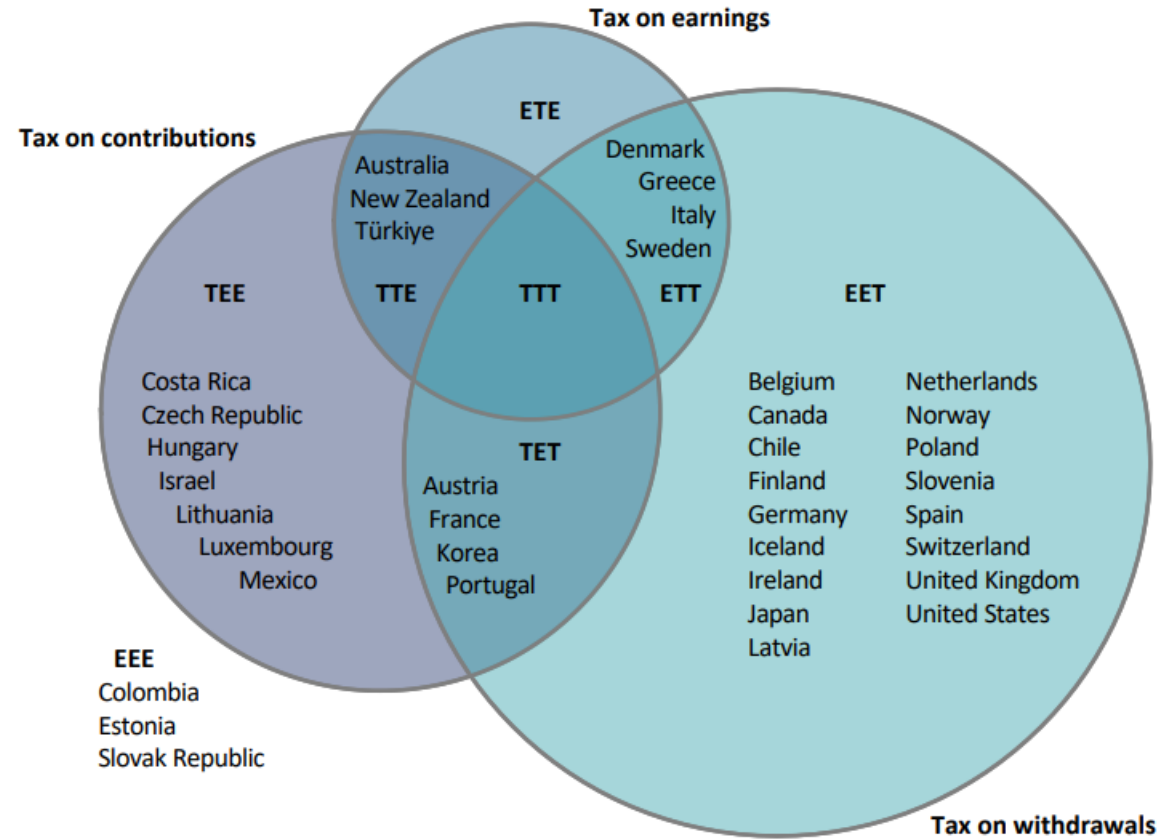 Tax on earnings
ETE
Tax on contributions
Australia
New Zealand
Türkiye
Denmark
Greece
Italy
Sweden
TEE
TTE
TTT
ETT
EET
Costa Rica
Czech Republic
Hungary
Israel
Lithuania
Luxembourg
Mexico
TET
Austria
France
Korea
Portugal
Belgium
Canada
Chile
Finland
Germany
Iceland
Ireland
Japan
Latvia
Netherlands
Norway
Poland
Slovenia
Spain
Switzerland
United Kingdom
United States
EEE
Colombia
Estonia
Slovak Republic
Tax on withdrawals